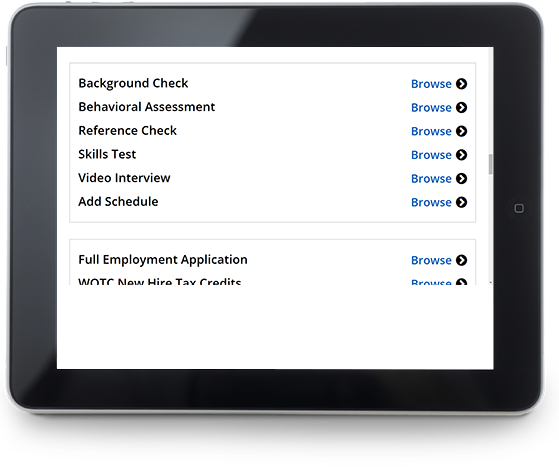 Background Check Browse
Behavioral Assessment Browse
Reference Check Browse
Skills Test Browse
Video Interview Browse
Add Schedule Browse
Full Employment Application Browse
WOTC New Hire Tax Credits Browse